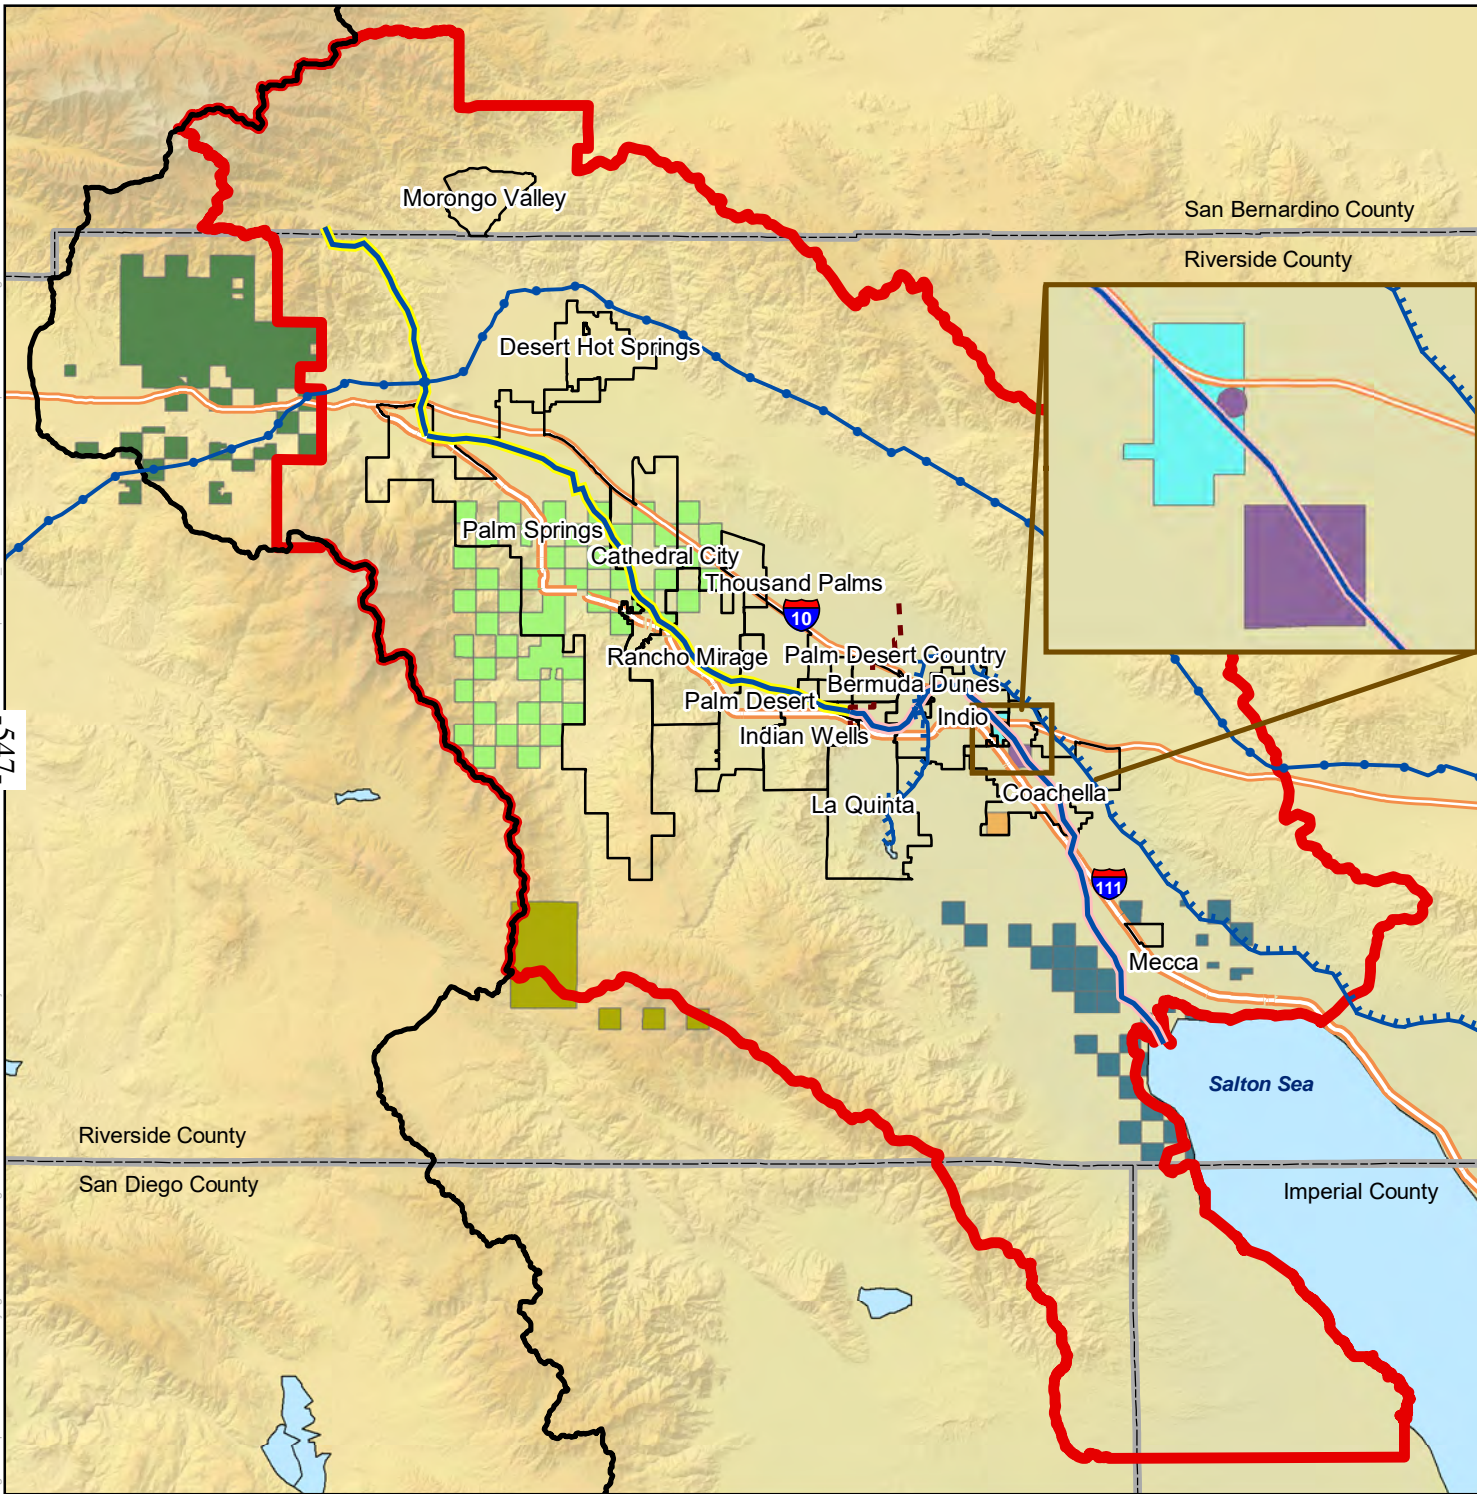 Morongo Valley
San Bernardino County
Riverside County
Desert Hot Springs
Palm Springs
Cathedral City
Thousand Palms
10
Rancho Mirage
Palm Desert Country
Bermuda Dunes
Palm Desert
Indio
Indian Wells
-547-
Coachella
La Quinta
111
Mecca
Salton Sea
Riverside County
San Diego County
Imperial County